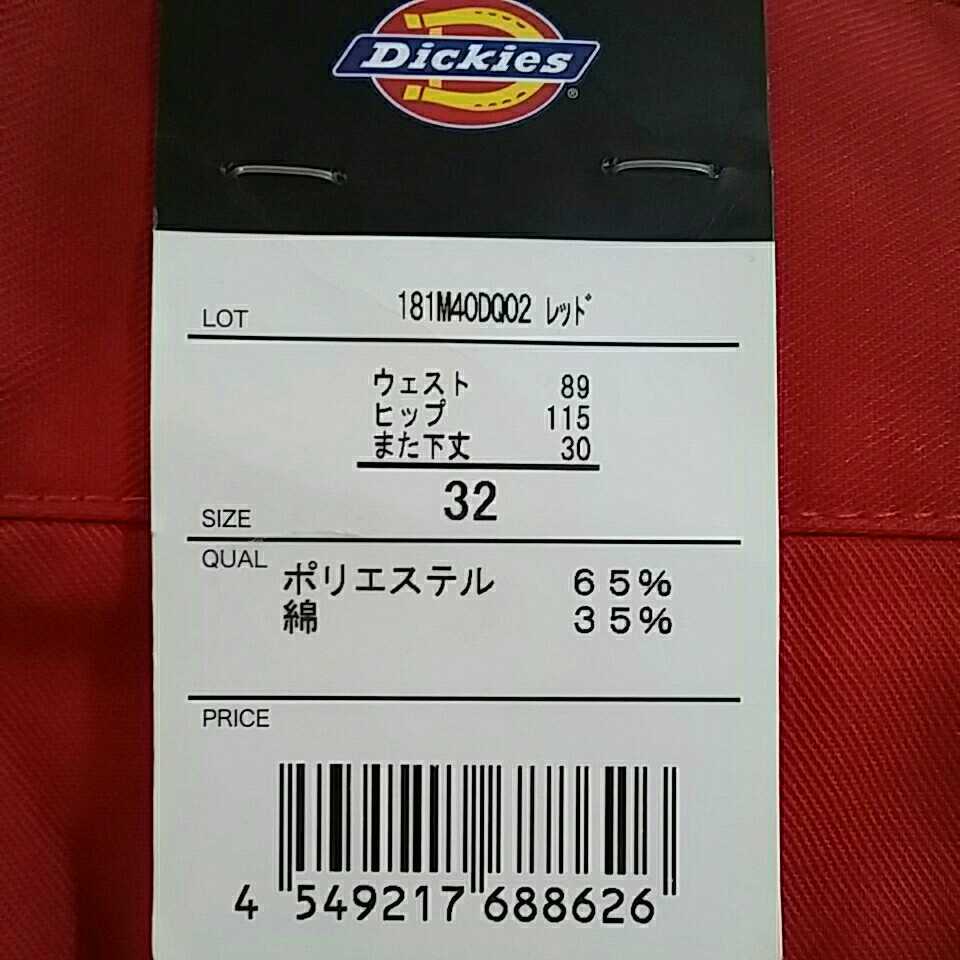 Dickies
®
LOT 181M40DQ02 レッド
ウェスト 89
ヒップ 115
また下丈 30
SIZE 32
QUAL ポリエステル 65%
綿 35%
PRICE
4 549217 688626